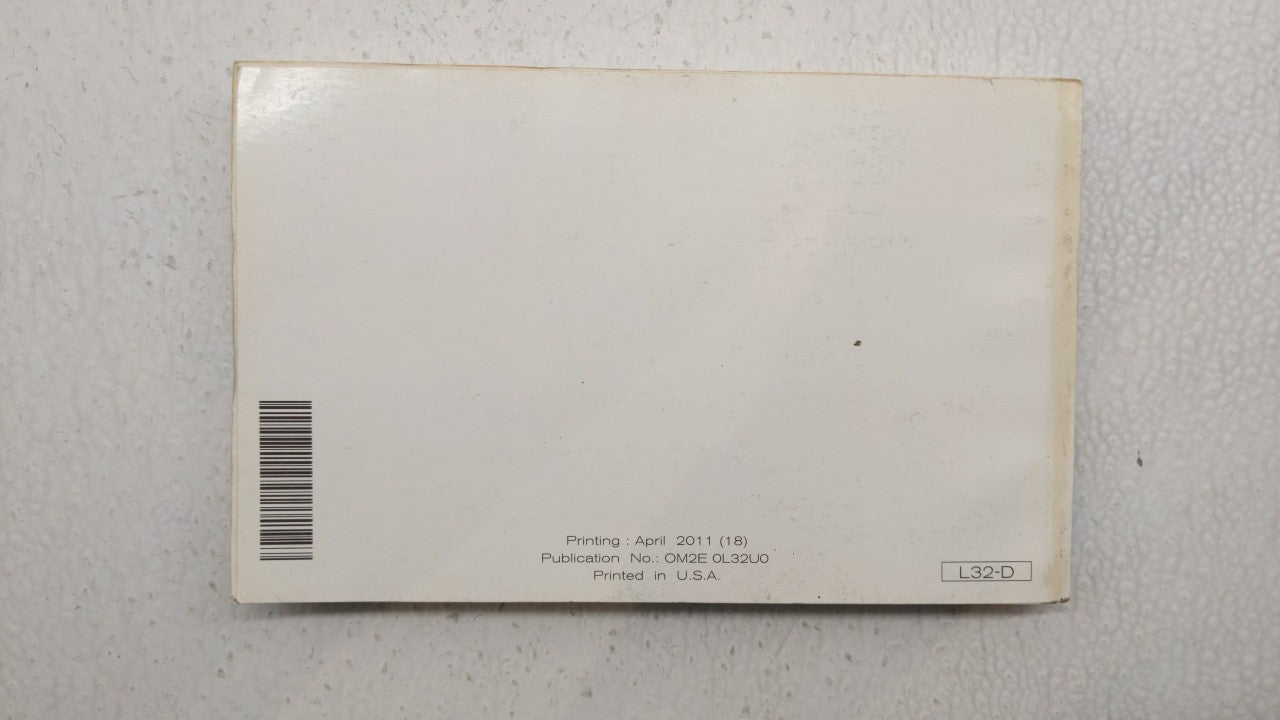 Printing : April 2011 (18)
Publication No.: OM2E 0L32U0
Printed in U.S.A.
L32-D